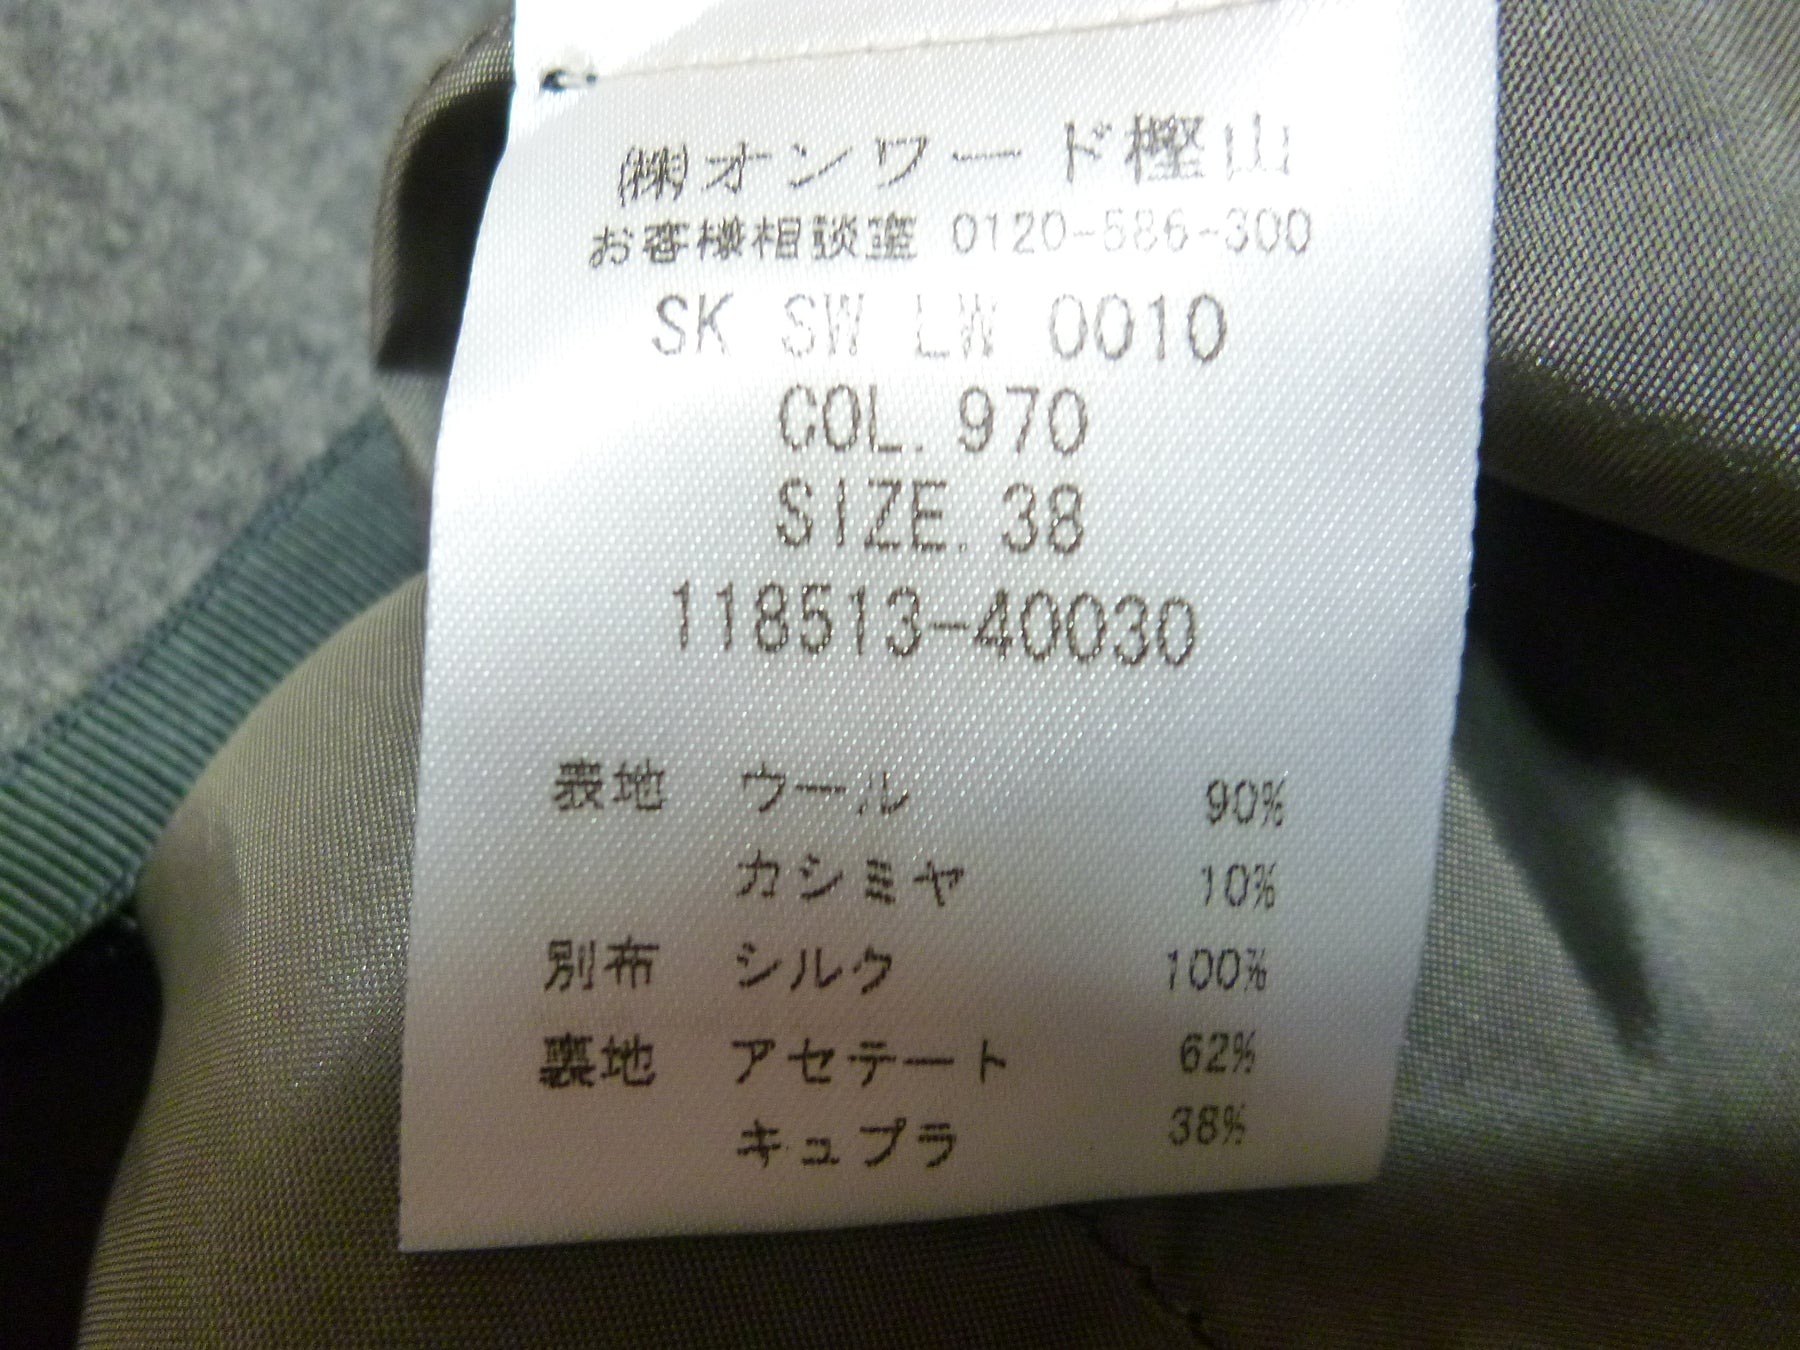 ㈱オンワード樫山
お客様相談室 0120-586-300
SK SW LW 0010
COL. 970
SIZE. 38
118513-40030
表地 ウール 90%
カシミヤ 10%
別布 シルク 100%
裏地 アセテート 62%
キュプラ 38%